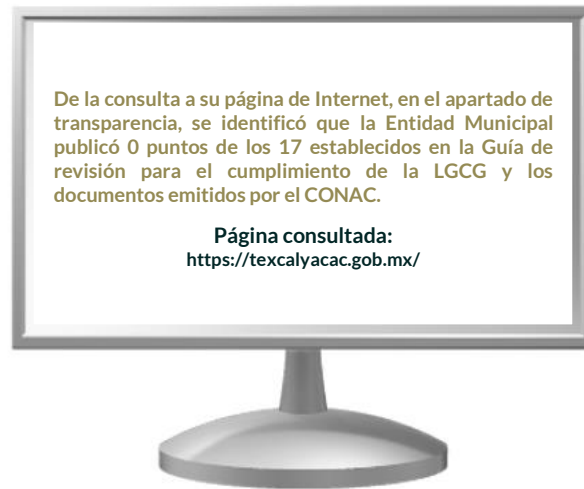 De la consulta a su página de Internet, en el apartado de
transparencia, se identificó que la Entidad Municipal
publicó 0 puntos de los 17 establecidos en la Guía de
revisión para el cumplimiento de la LGCG y los
documentos emitidos por el CONAC.
Página consultada:
https://texcalyacac.gob.mx/